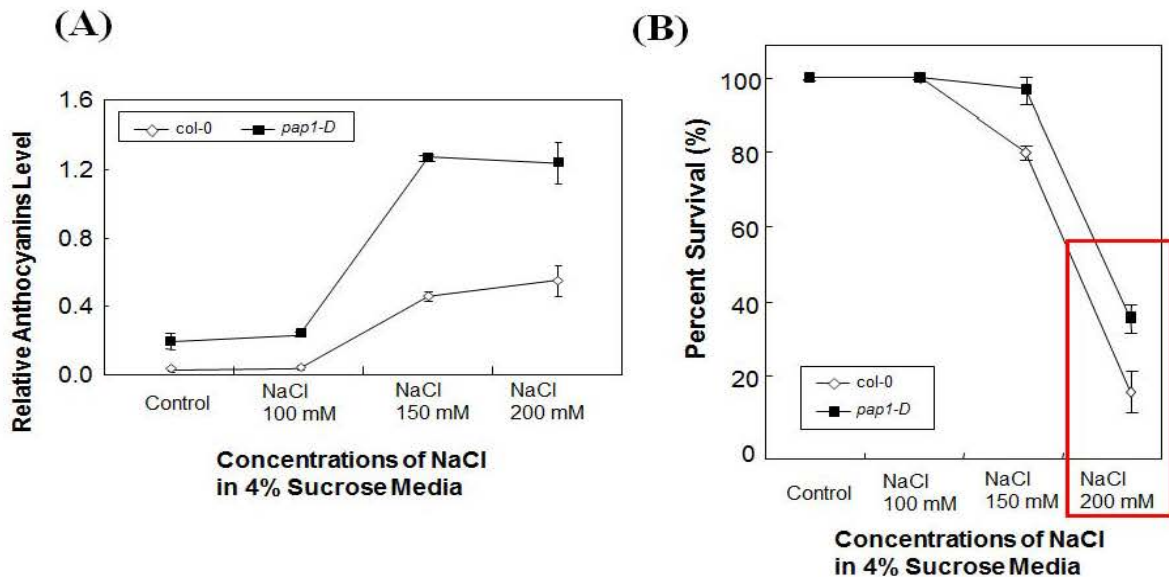 (A)
Relative Anthocyanins Level
1.6
1.2
0.8
0.4
0.0
col-0 pap1-D
Control
NaCl
100 mM
NaCl
150 mM
NaCl
200 mM
Concentrations of NaCl
in 4% Sucrose Media
(B)
Percent Survival (%)
100
80
60
40
20
0
col-0
pap1-D
Control
NaCl
100 mM
NaCl
150 mM
NaCl
200 mM
Concentrations of NaCl
in 4% Sucrose Media